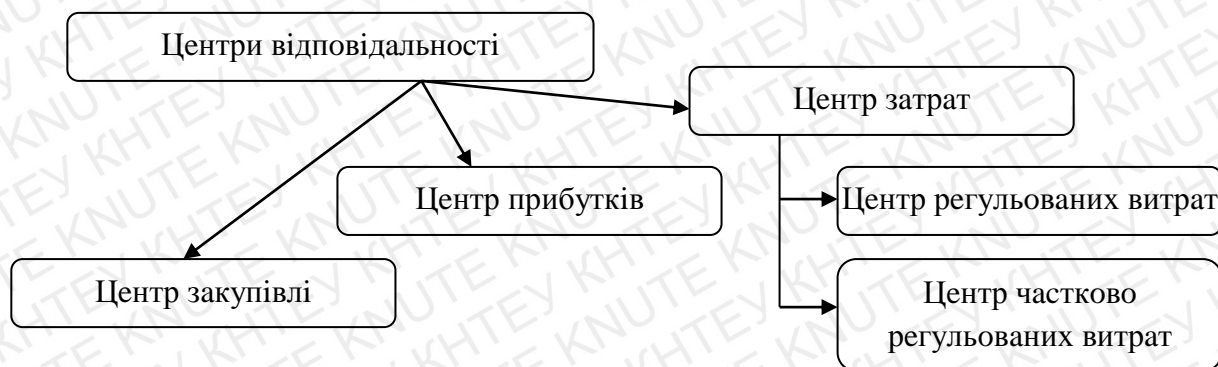 Центри відповідальності
Центр затрат
Центр прибутків
Центр регульованих витрат
Центр закупівлі
Центр частково
регульованих витрат